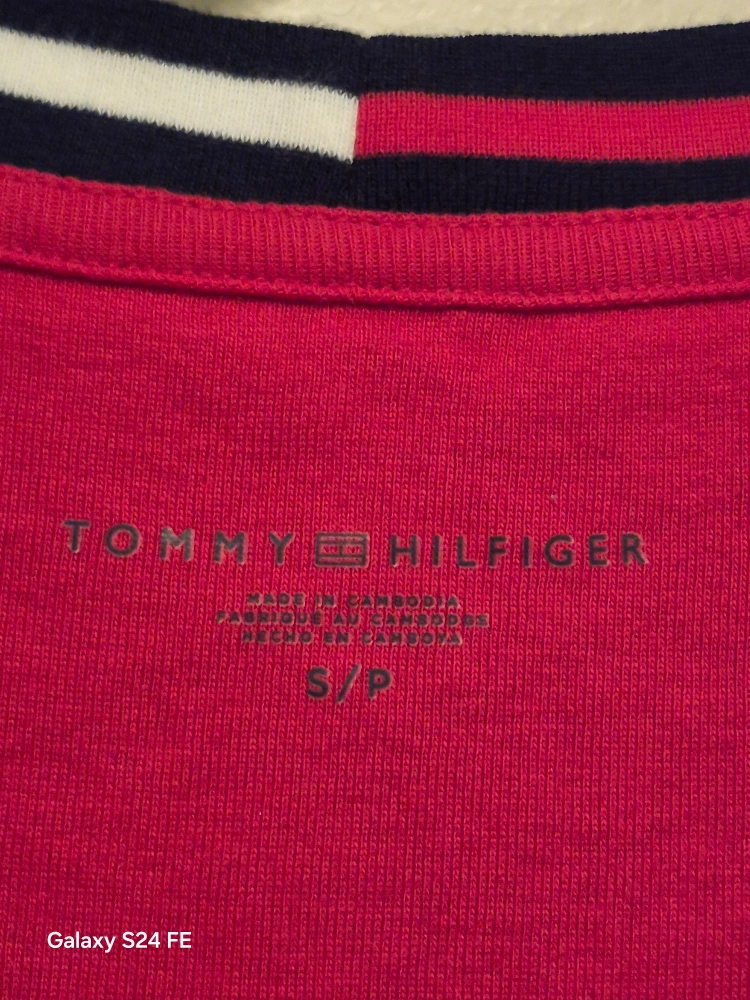 TOMMY HILFIGER
MADE IN CAMBODIA
FABRIQUÉ AU CAMBODGE
HECHO EN CAMBOYA
S/P
Galaxy S24 FE